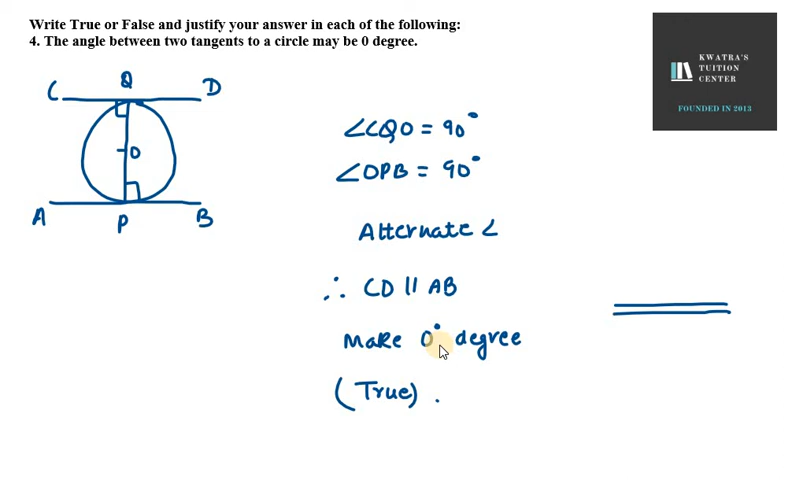 Write True or False and justify your answer in each of the following:
4. The angle between two tangents to a circle may be 0 degree.
KWATRA'S
TUITION
CENTER
FOUNDED IN 2013
C Q D
O
A P B
∠CQO = 90°
∠OPB = 90°
Alternate ∠
∴ CD || AB
Make 0° degree
(True).